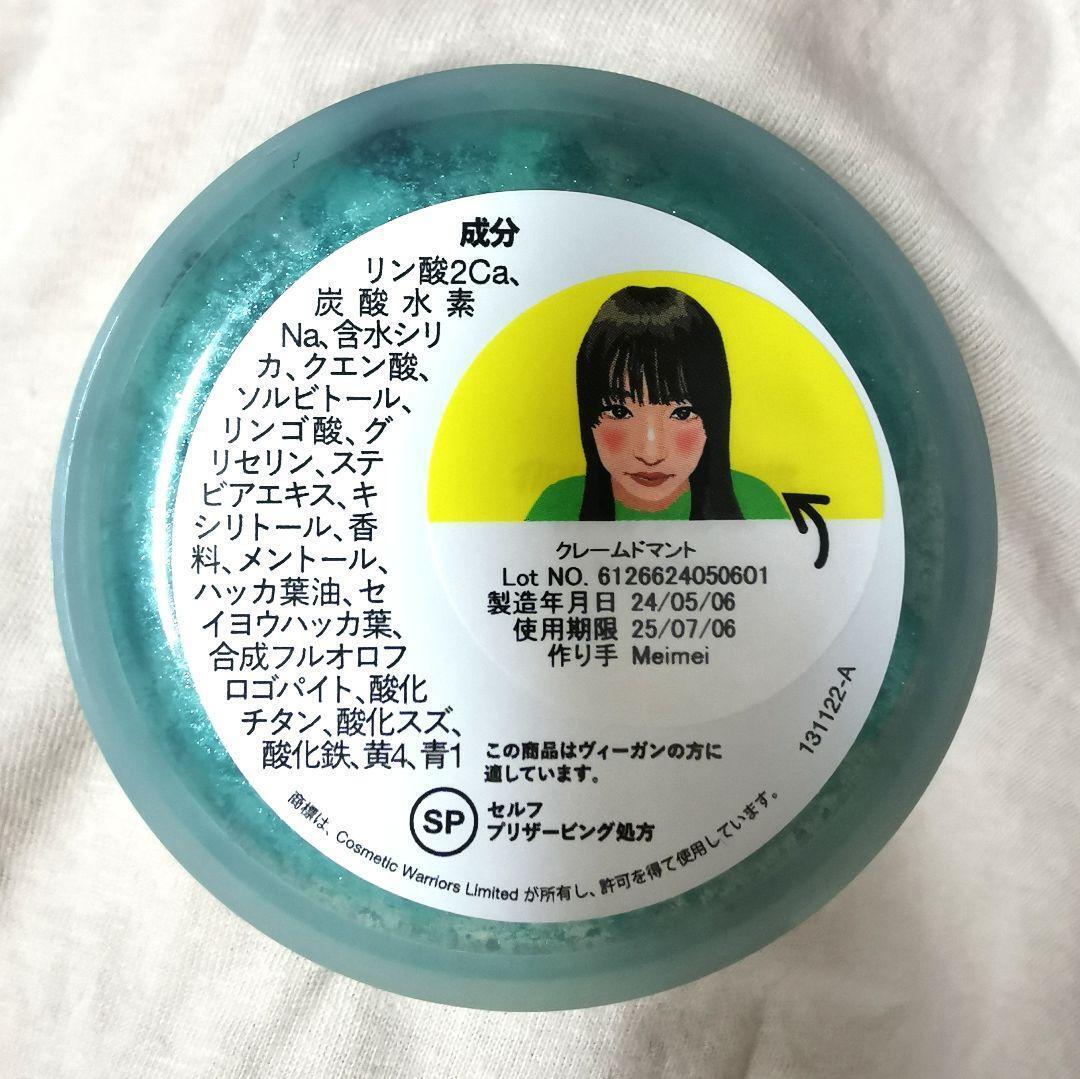 成分
リン酸2Ca、
炭酸水素
Na、含水シリ
カ、クエン酸、
ソルビトール、
リンゴ酸、グ
リセリン、ステ
ビアエキス、キ
シリトール、香
料、メントール、
ハッカ葉油、セ
イヨウハッカ葉、
合成フルオロフ
ロゴパイト、酸化
チタン、酸化スズ、
酸化鉄、黄4、青1
クレームドマント
Lot NO. 6126624050601
製造年月日 24/05/06
使用期限 25/07/06
作り手 Meimei
131122-A
この商品はヴィーガンの方に
適しています。
SP
セルフ
プリザービング処方
商標は、Cosmetic Warriors Limited が所有し、許可を得て使用しています。